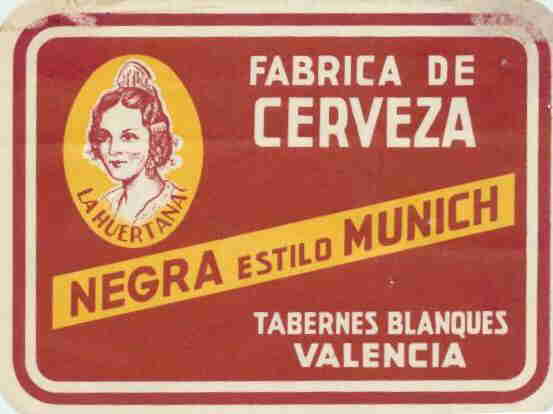 FABRICA DE
CERVEZA
LA HUERTANA
NEGRA ESTILO MUNICH
TABERNES BLANQUES
VALENCIA